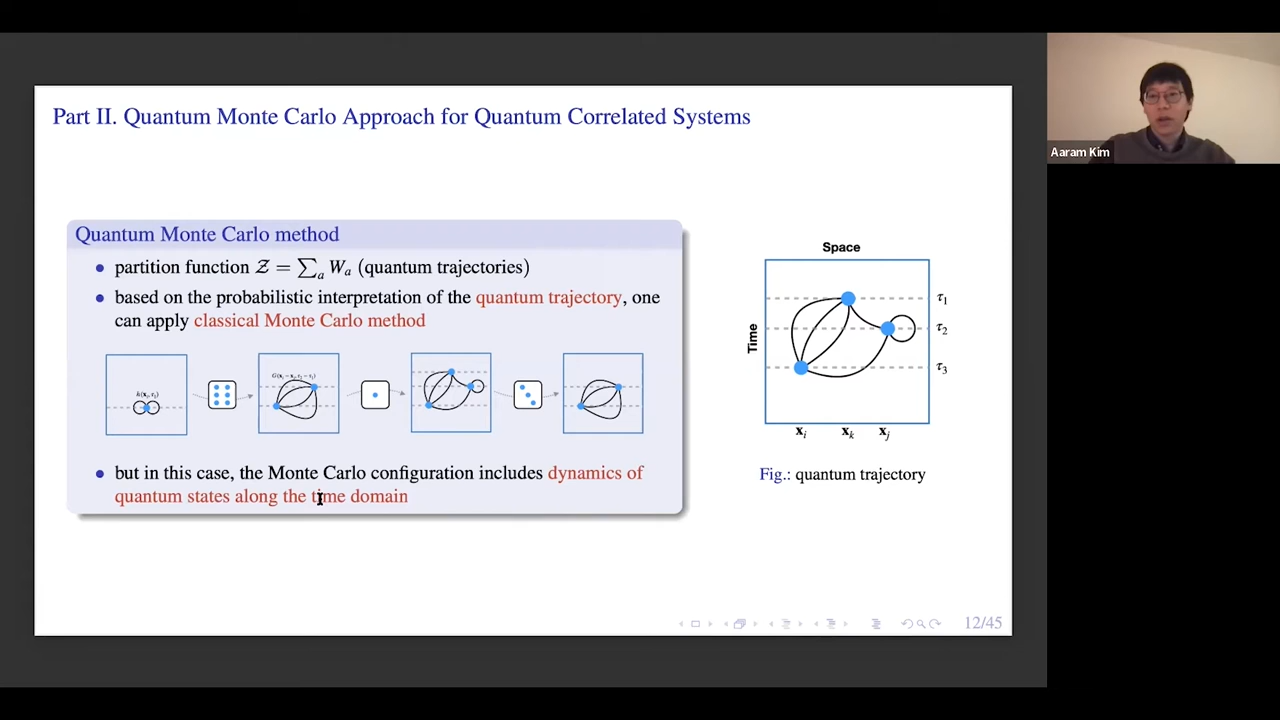 Part II. Quantum Monte Carlo Approach for Quantum Correlated Systems
Aaram Kim
Quantum Monte Carlo method
• partition function 𝒵 = ∑ₐ Wₐ (quantum trajectories)
• based on the probabilistic interpretation of the quantum trajectory, one
can apply classical Monte Carlo method
• but in this case, the Monte Carlo configuration includes dynamics of
quantum states along the time domain
Space
Time
τ₁
τ₂
τ₃
xᵢ xₖ xⱼ
Fig.: quantum trajectory
12/45